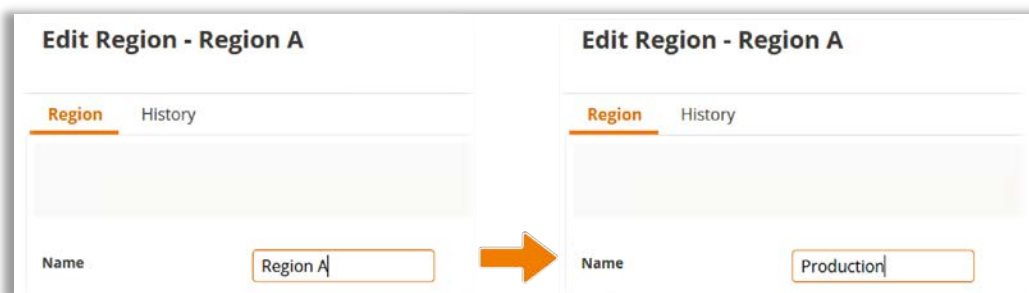 Edit Region - Region A
Region History
Name Region A
Edit Region - Region A
Region History
Name Production